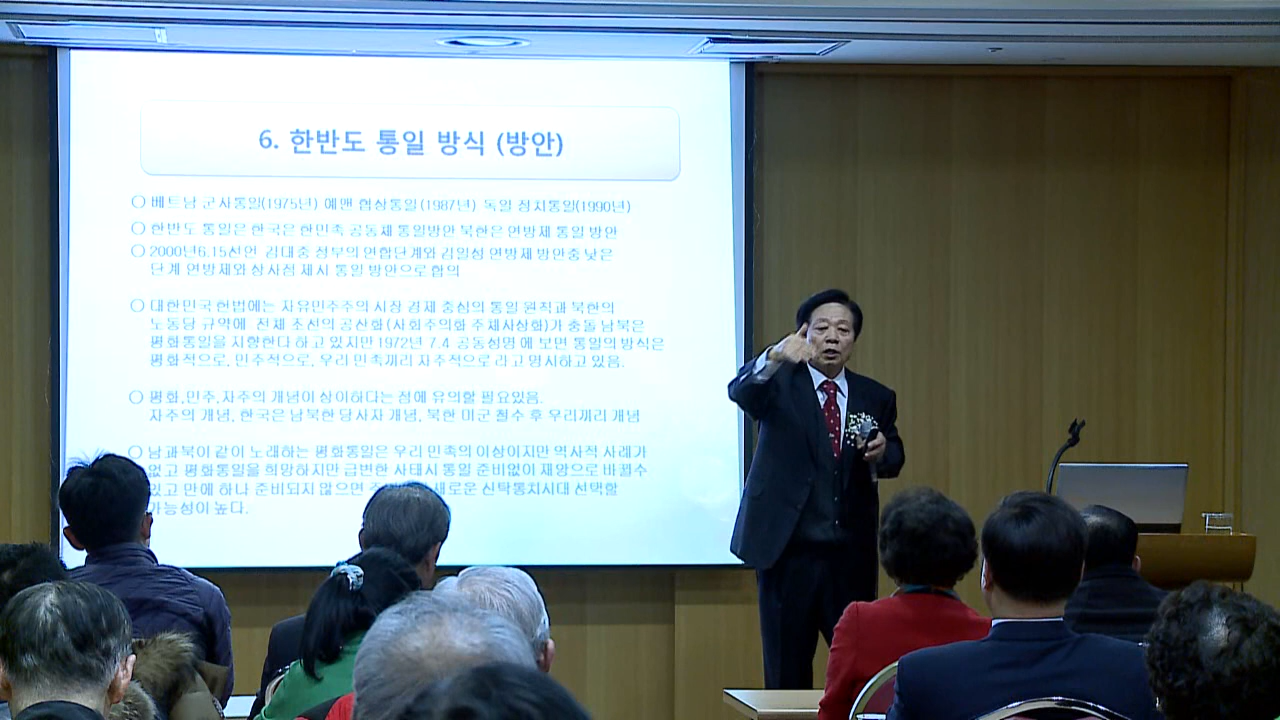 6. 한반도 통일 방식 (방안)
○ 베트남 군사통일(1975년) 예맨 협상통일(1987년) 독일 정치통일(1990년)
○ 한반도 통일은 한국은 한민족 공동체 통일방안 북한은 연방제 통일 방안
○ 2000년6.15선언 김대중 정부의 연합단계와 김일성 연방제 방안중 낮은
단계 연방제와 상사점 제시 통일 방안으로 합의
○ 대한민국 헌법에는 자유민주주의 시장 경제 중심의 통일 원칙과 북한의
노동당 규약에 전체 조선의 공산화(사회주의화 주체사상화)가 충돌 남북은
평화통일을 지향한다 하고 있지만 1972년 7.4 공동성명 에 보면 통일의 방식은
평화적으로, 민주적으로, 우리 민족끼리 자주적으로 라고 명시하고 있음.
○ 평화,민주,자주의 개념이 상이하다는 점에 유의할 필요있음.
자주의 개념, 한국은 남북한 당사자 개념, 북한 미군 철수 후 우리끼리 개념
○ 남과북이 같이 노래하는 평화통일은 우리 민족의 이상이지만 역사적 사례가
없고 평화통일을 희망하지만 급변한 사태시 통일 준비없이 재앙으로 바뀔수
있고 만에 하나 준비되지 않으면 새로운 신탁통치시대 선택할
가능성이 높다.